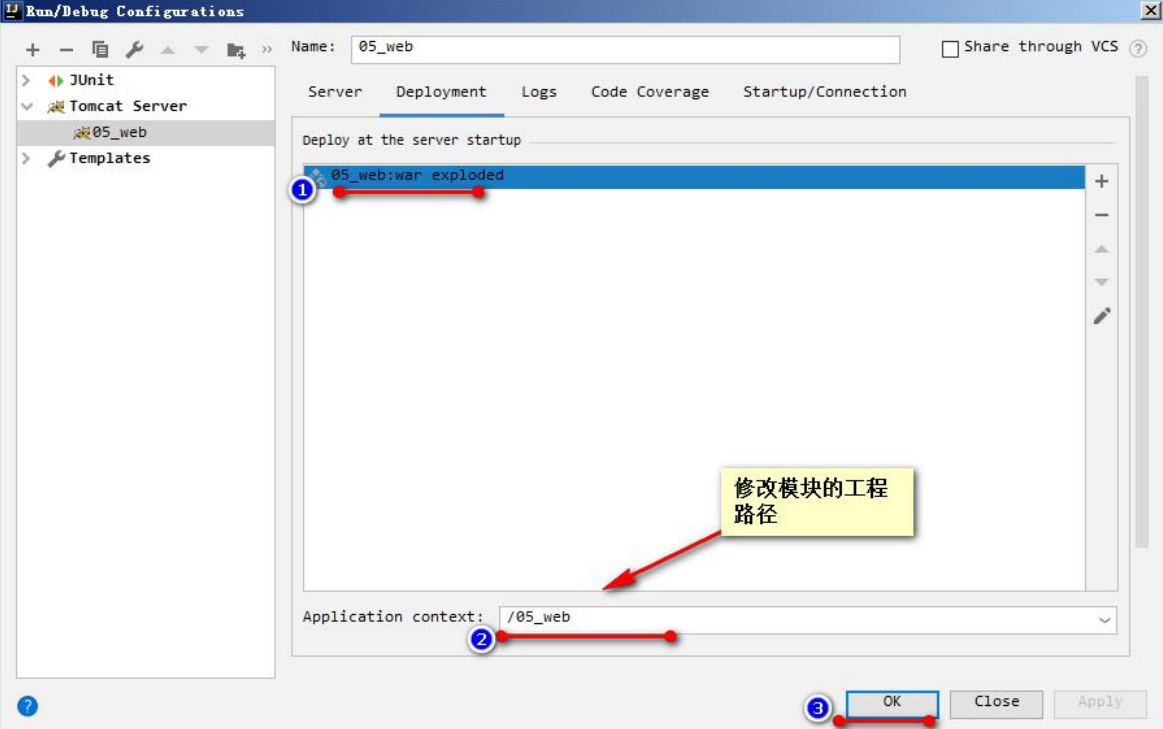 Run/Debug Configurations
Name: 05_web
Share through VCS ?
JUnit
Tomcat Server
05_web
Templates
Server Deployment Logs Code Coverage Startup/Connection
Deploy at the server startup
05_web:war exploded
1
修改模块的工程
路径
Application context: /05_web
2
?
3
OK Close Apply